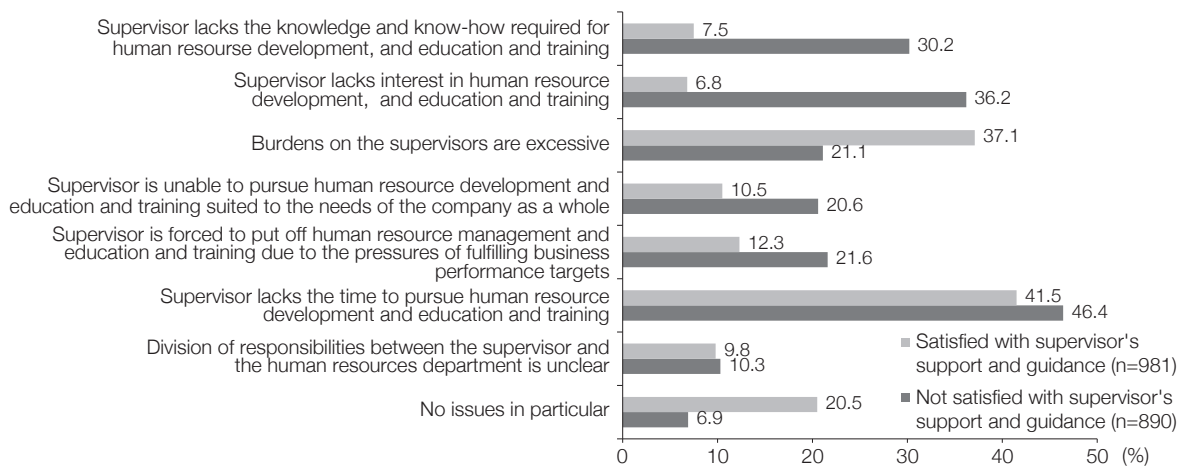 Supervisor lacks the knowledge and know-how required for
human resourse development, and education and training
7.5
30.2
Supervisor lacks interest in human resource
development,  and education and training
6.8
36.2
Burdens on the supervisors are excessive
37.1
21.1
Supervisor is unable to pursue human resource development and
education and training suited to the needs of the company as a whole
10.5
20.6
Supervisor is forced to put off human resource management and
education and training due to the pressures of fulfilling business
performance targets
12.3
21.6
Supervisor lacks the time to pursue human resource
development and education and training
41.5
46.4
Division of responsibilities between the supervisor and
the human resources department is unclear
9.8
10.3
No issues in particular
20.5
6.9
Satisfied with supervisor's
support and guidance (n=981)
Not satisfied with supervisor's
support and guidance (n=890)
0 10 20 30 40 50 (%)